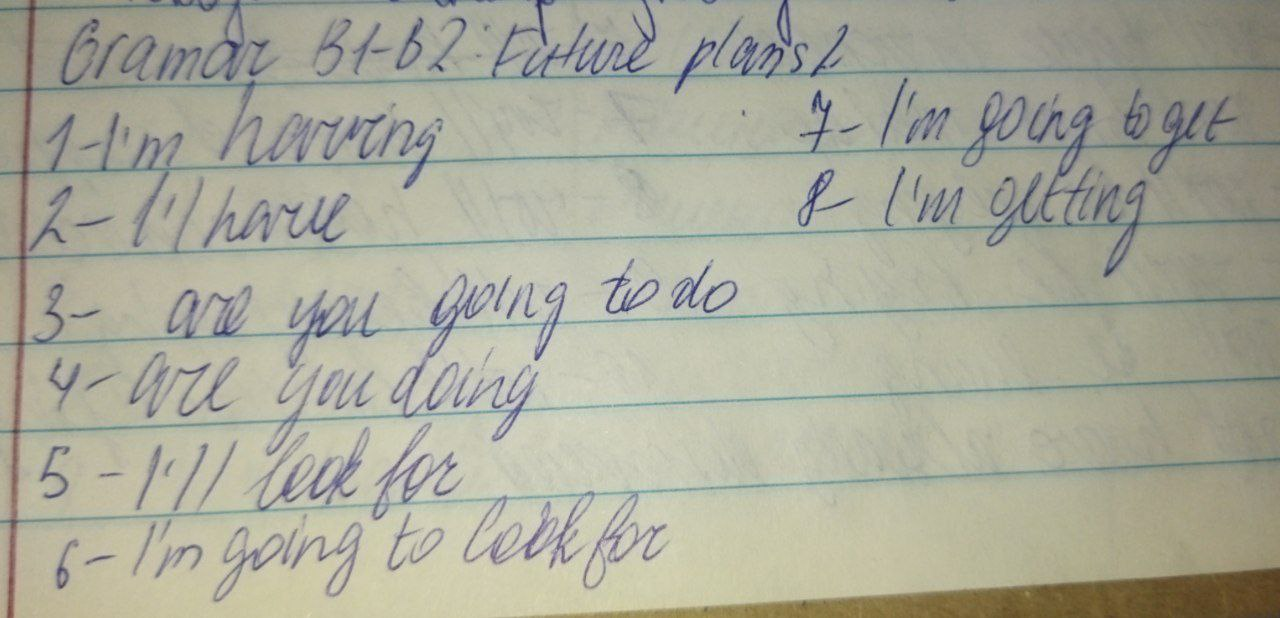 Gramar B1-B2: Future plans 2
1-I'm having
2- I'll have
3- are you going to do
4- are you doing
5 - I'll look for
6- I'm going to look for
7- I'm going to get
8- I'm getting